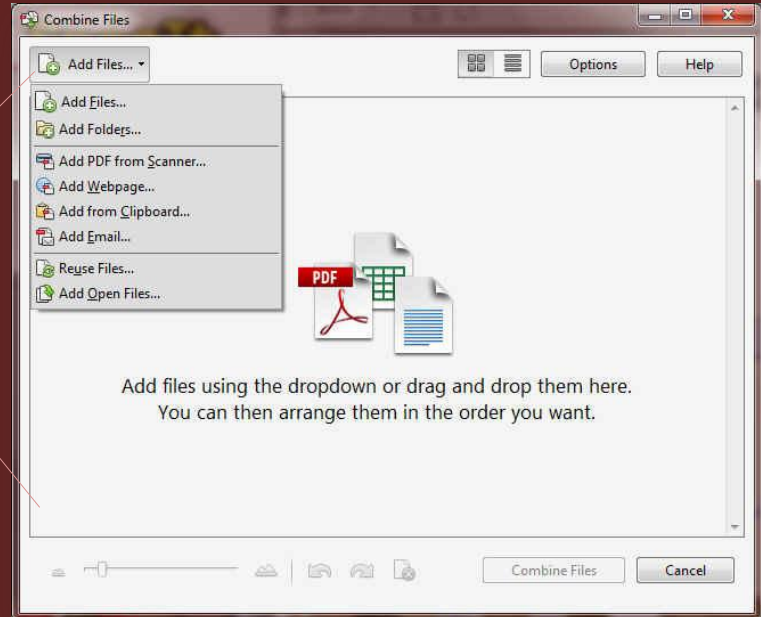 Combine Files
Add Files...
Options
Help
Add Files...
Add Folders...
Add PDF from Scanner...
Add Webpage...
Add from Clipboard...
Add Email...
Reuse Files...
Add Open Files...
PDF
Add files using the dropdown or drag and drop them here.
You can then arrange them in the order you want.
Combine Files
Cancel